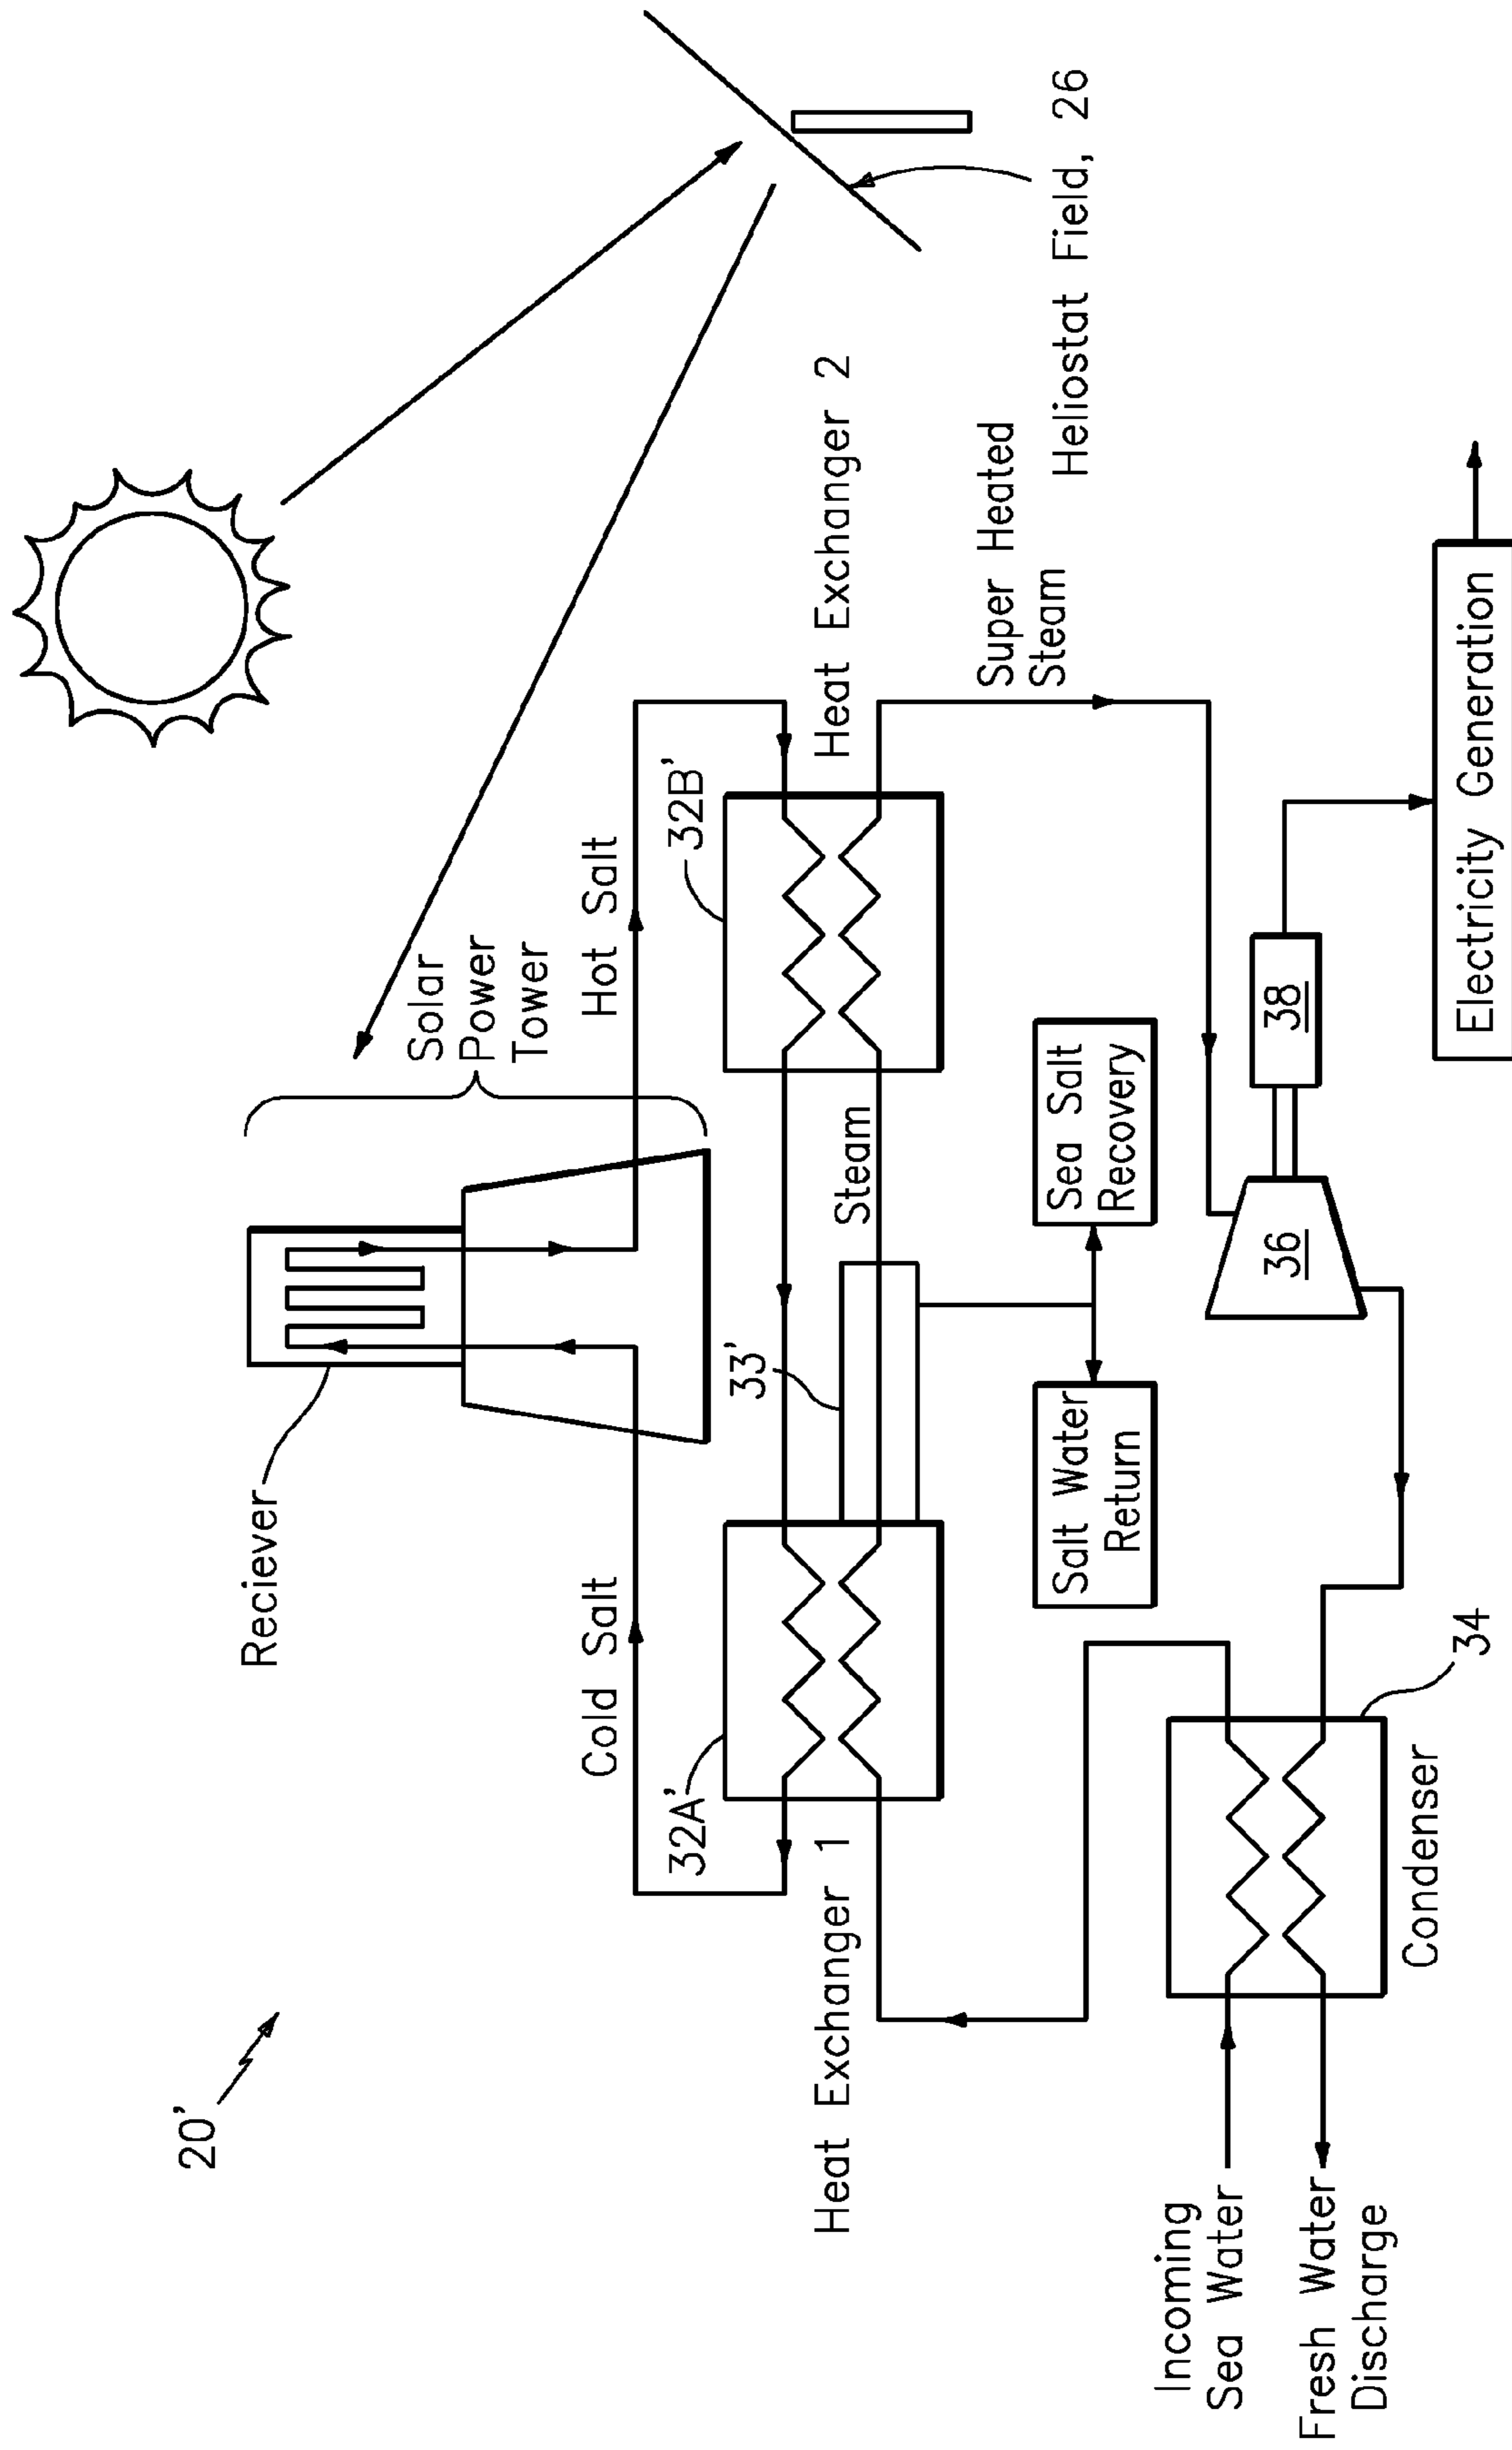 20'
Reciever
Solar
Power
Tower
Cold Salt
Hot Salt
32A'
33'
32B'
Heat Exchanger 1
Steam
Heat Exchanger 2
Super Heated
Steam
Heliostat Field, 26
Salt Water
Return
Sea Salt
Recovery
Incoming
Sea Water
Fresh Water
Discharge
Condenser
34
36
38
Electricity Generation